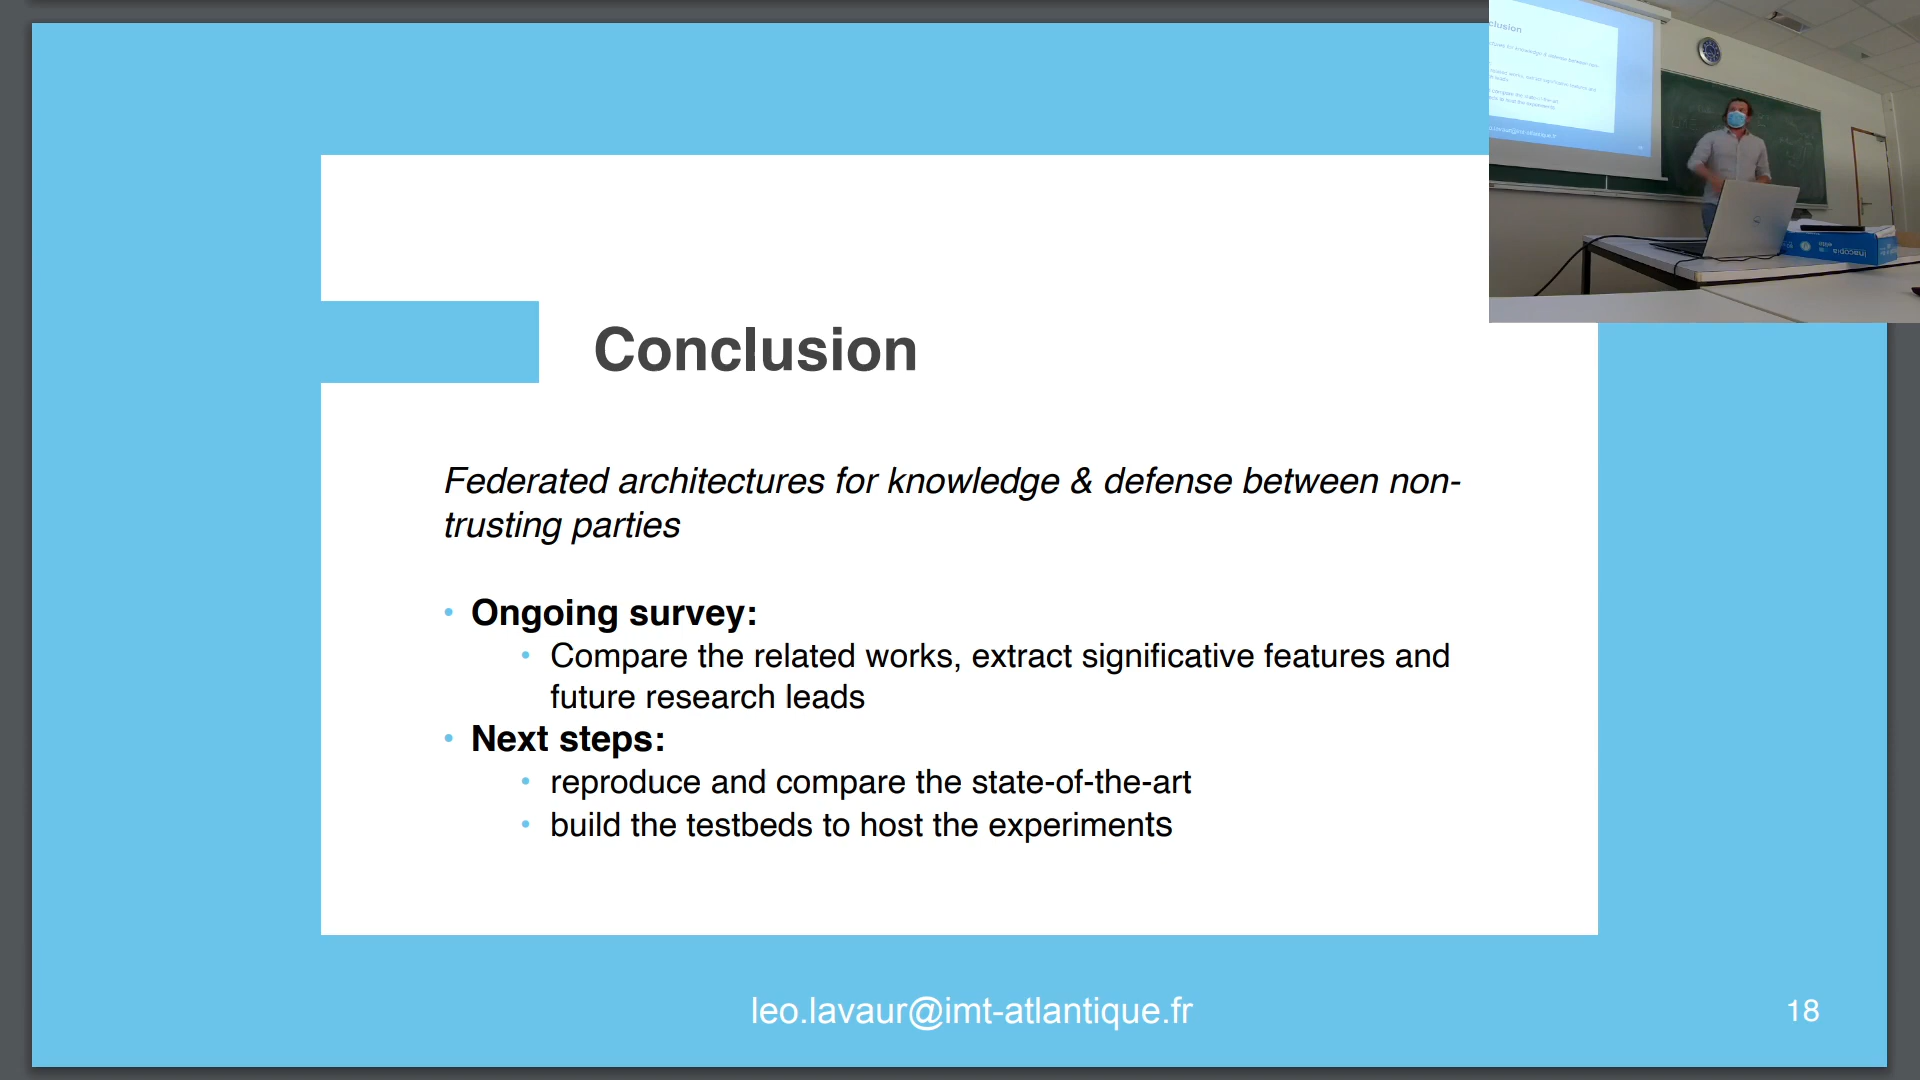 Conclusion
Federated architectures for knowledge & defense between non-
trusting parties
• Ongoing survey:
• Compare the related works, extract significative features and
future research leads
• Next steps:
• reproduce and compare the state-of-the-art
• build the testbeds to host the experiments
leo.lavaur@imt-atlantique.fr
18
inacopia